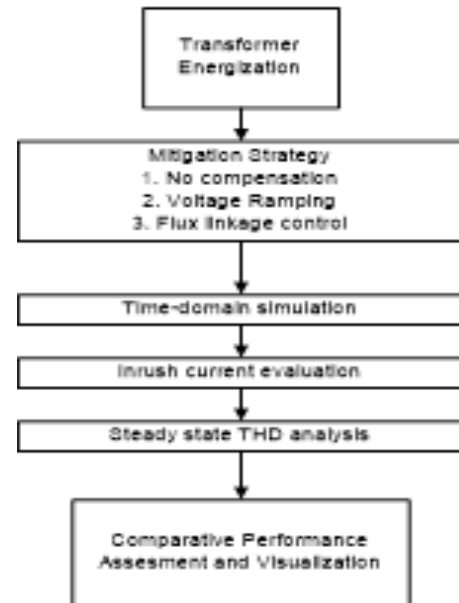 Transformer
Energization
Mitigation Strategy
1. No compensation
2. Voltage Ramping
3. Flux linkage control
Time-domain simulation
Inrush current evaluation
Steady state THD analysis
Comparative Performance
Assesment and Visualization